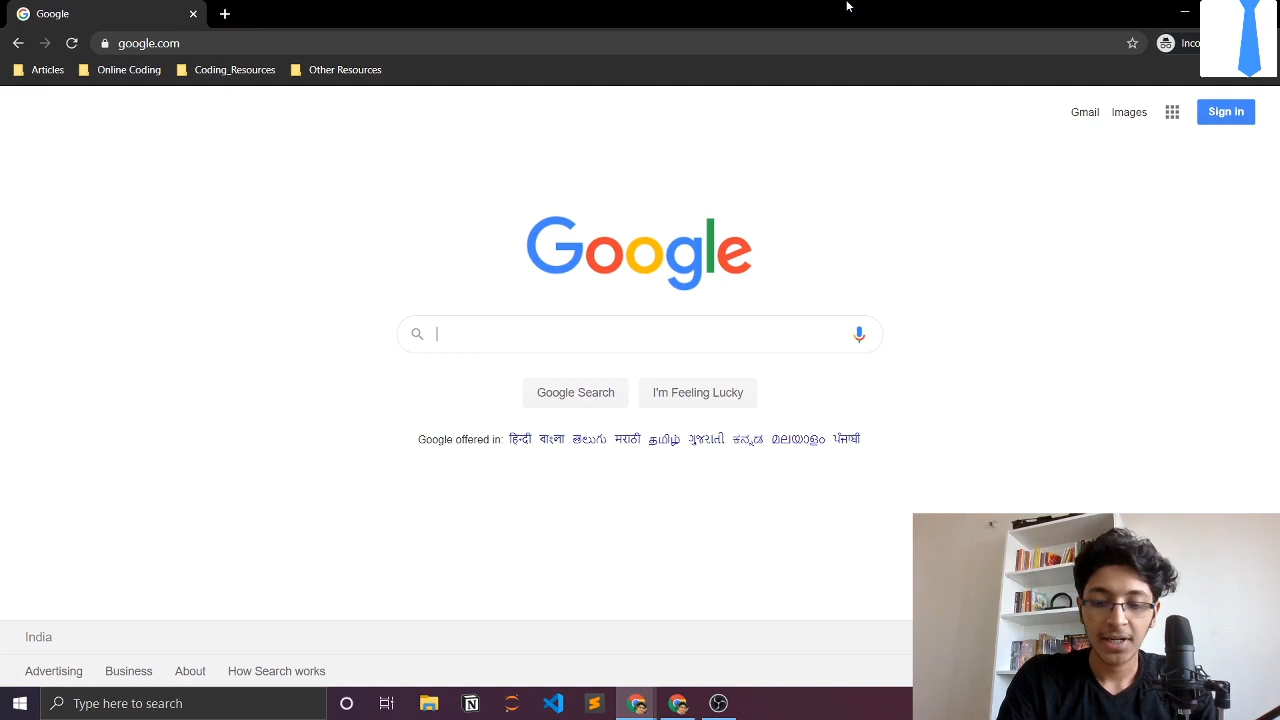 Google
google.com
Inco
Articles
Online Coding
Coding_Resources
Other Resources
Gmail
Images
Sign in
Google
Google Search
I'm Feeling Lucky
Google offered in: हिन्दी বাংলা తెలుగు मराठी தமிழ் ગુજરાતી ಕನ್ನಡ മലയാളം ਪੰਜਾਬੀ
India
Advertising
Business
About
How Search works
Type here to search